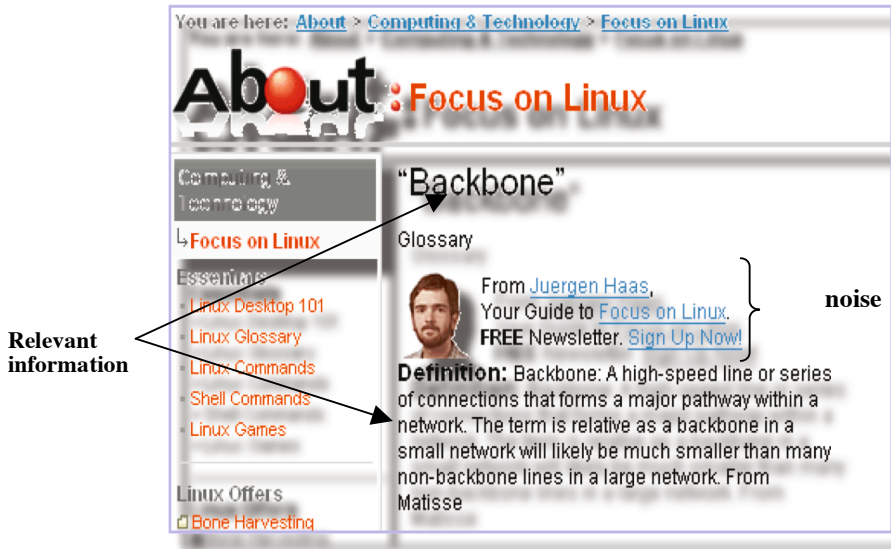 You are here: About > Computing & Technology > Focus on Linux
About : Focus on Linux
Computing &
Technology
Focus on Linux
Essentials
Linux Desktop 101
Linux Glossary
Linux Commands
Shell Commands
Linux Games
Linux Offers
Bone Harvesting
"Backbone"
Glossary
From Juergen Haas,
Your Guide to Focus on Linux.
FREE Newsletter. Sign Up Now!
Definition: Backbone: A high-speed line or series
of connections that forms a major pathway within a
network. The term is relative as a backbone in a
small network will likely be much smaller than many
non-backbone lines in a large network. From
Matisse
Relevant
information
noise